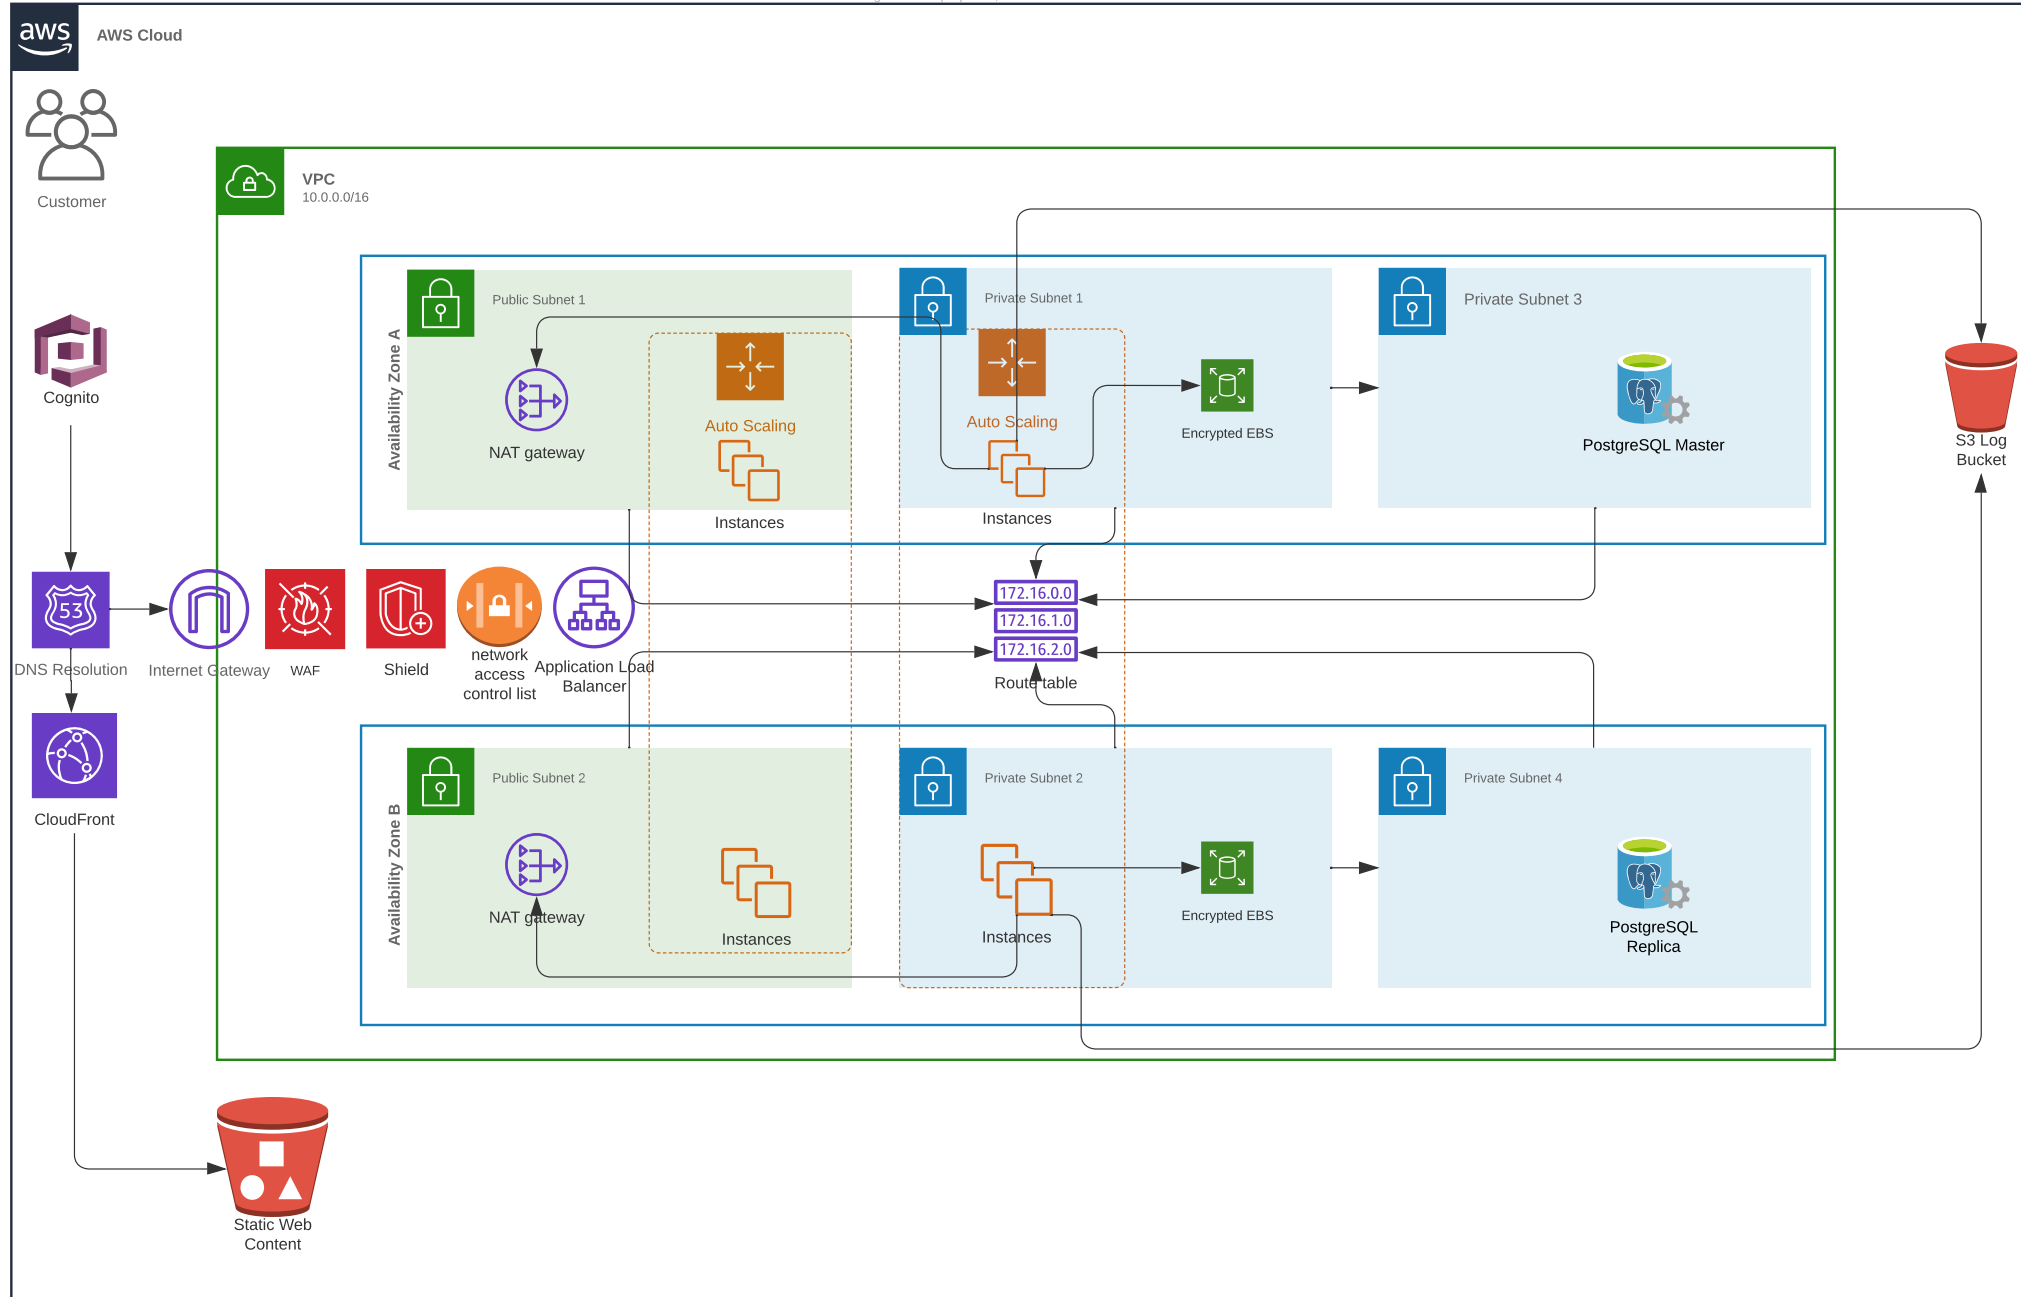 aws
AWS Cloud
Customer
VPC
10.0.0.0/16
Cognito
Availability Zone A
Public Subnet 1
NAT gateway
Auto Scaling
Instances
Private Subnet 1
Auto Scaling
Instances
Encrypted EBS
Private Subnet 3
PostgreSQL Master
S3 Log
Bucket
53
DNS Resolution
Internet Gateway
WAF
Shield
network
access
control list
Application Load
Balancer
172.16.0.0
172.16.1.0
172.16.2.0
Route table
CloudFront
Availability Zone B
Public Subnet 2
NAT gateway
Instances
Private Subnet 2
Instances
Encrypted EBS
Private Subnet 4
PostgreSQL
Replica
Static Web
Content